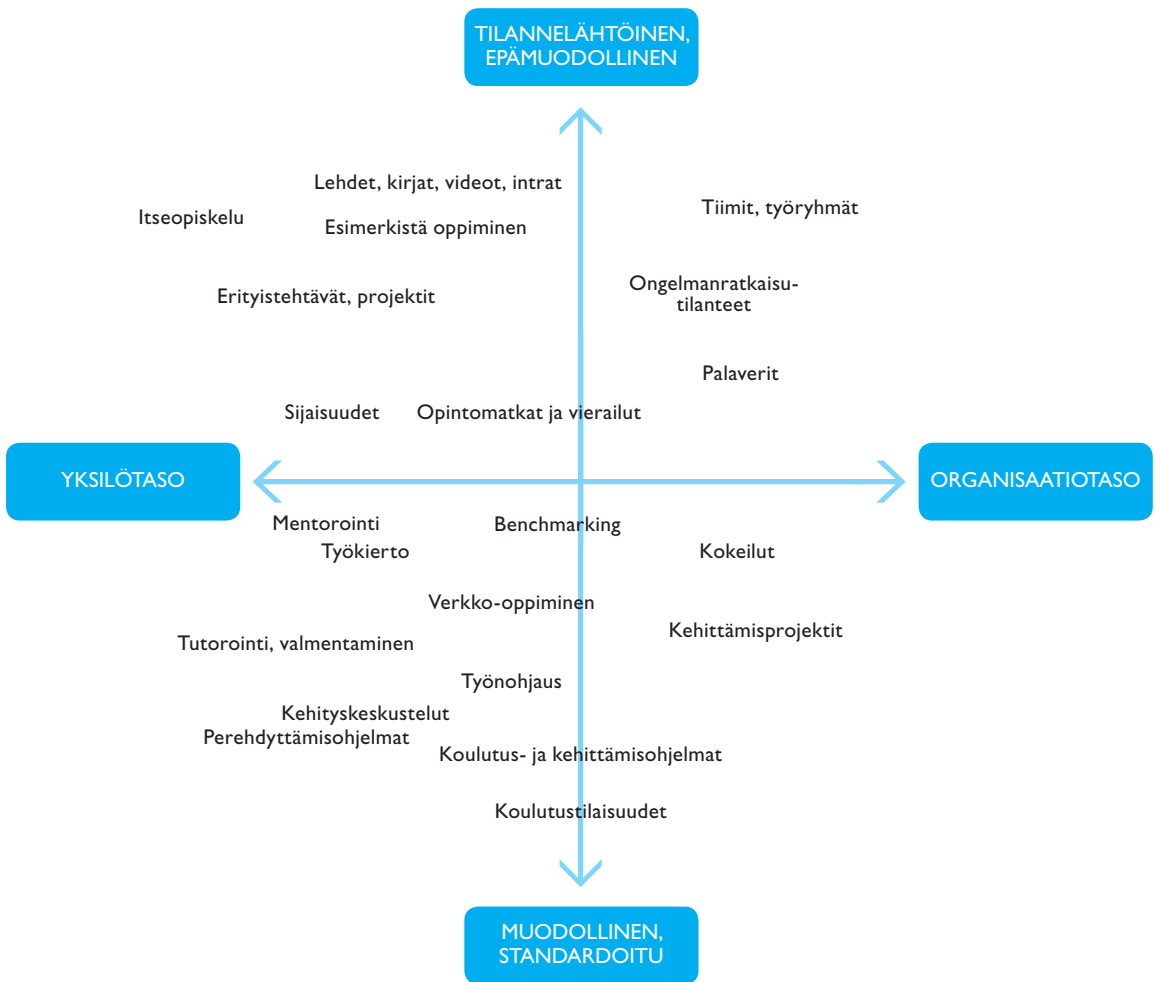 TILANNELÄHTÖINEN,
EPÄMUODOLLINEN
Lehdet, kirjat, videot, intrat
Tiimit, työryhmät
Itseopiskelu
Esimerkistä oppiminen
Ongelmanratkaisu-
tilanteet
Erityistehtävät, projektit
Palaverit
Sijaisuudet
Opintomatkat ja vierailut
YKSILÖTASO
ORGANISAATIOTASO
Mentorointi
Benchmarking
Työkierto
Kokeilut
Verkko-oppiminen
Kehittämisprojektit
Tutorointi, valmentaminen
Työnohjaus
Kehityskeskustelut
Perehdyttämisohjelmat
Koulutus- ja kehittämisohjelmat
Koulutustilaisuudet
MUODOLLINEN,
STANDARDOITU